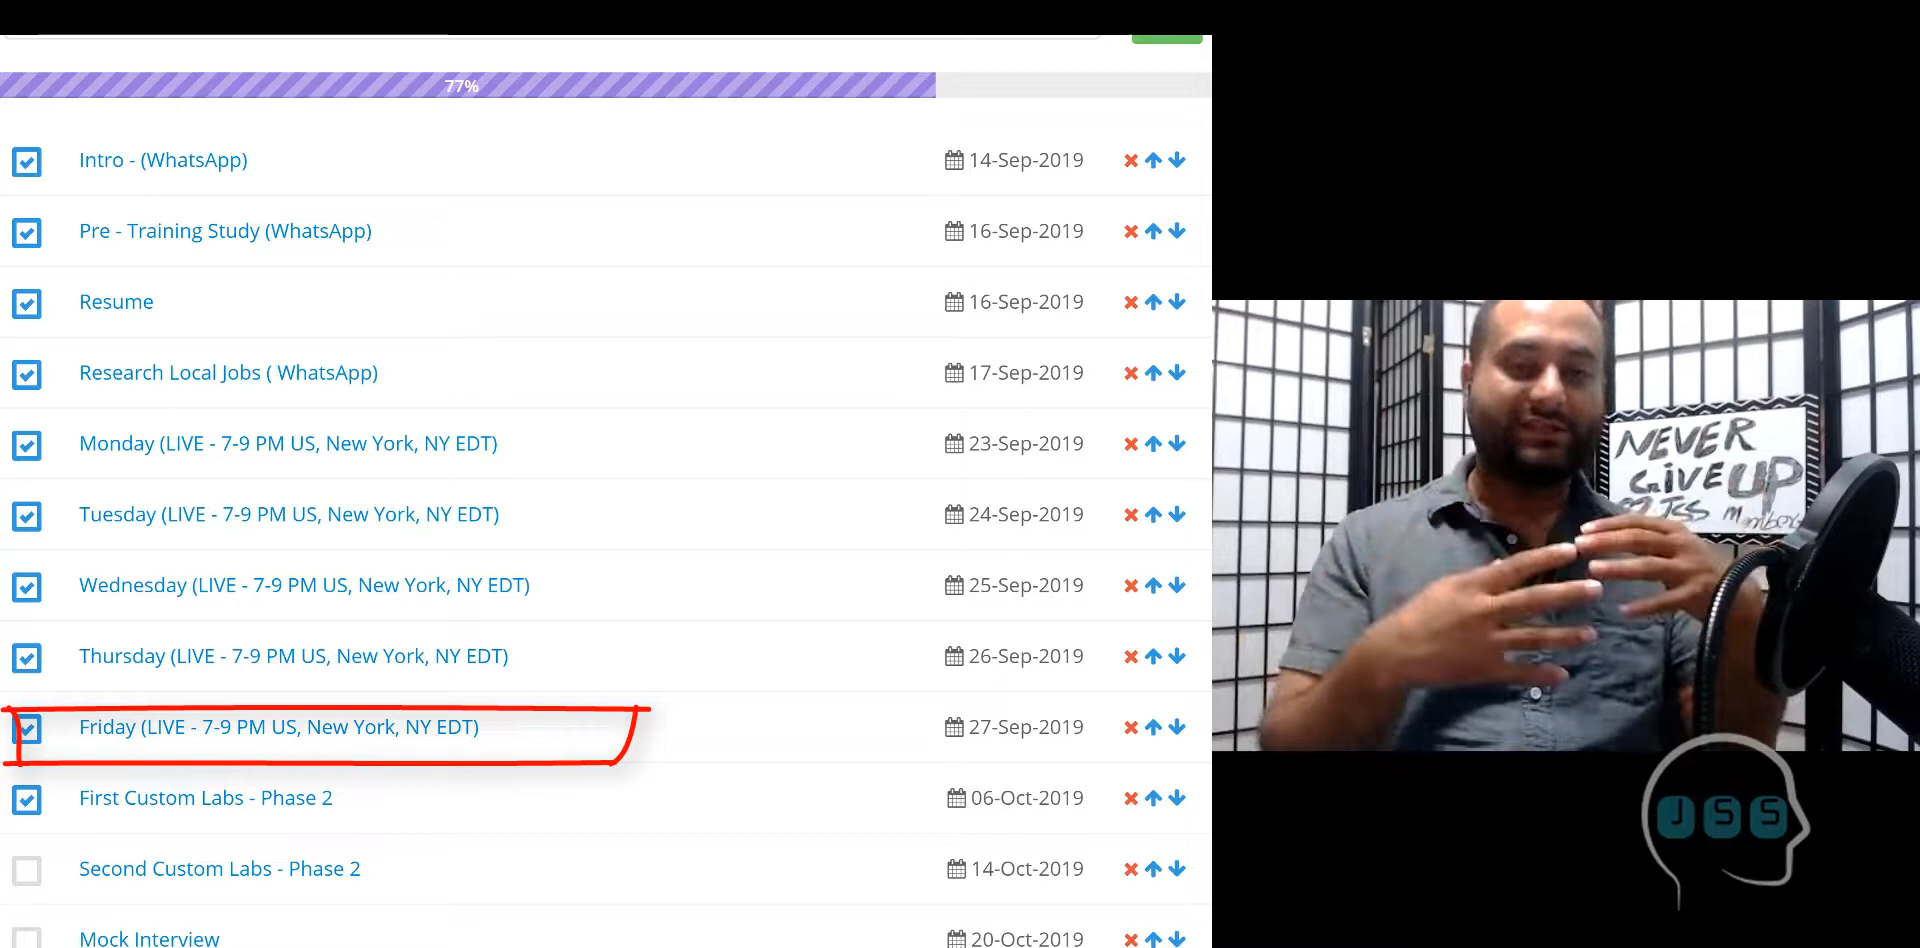 77%
Intro - (WhatsApp) 14-Sep-2019
Pre - Training Study (WhatsApp) 16-Sep-2019
Resume 16-Sep-2019
Research Local Jobs ( WhatsApp) 17-Sep-2019
Monday (LIVE - 7-9 PM US, New York, NY EDT) 23-Sep-2019
Tuesday (LIVE - 7-9 PM US, New York, NY EDT) 24-Sep-2019
Wednesday (LIVE - 7-9 PM US, New York, NY EDT) 25-Sep-2019
Thursday (LIVE - 7-9 PM US, New York, NY EDT) 26-Sep-2019
Friday (LIVE - 7-9 PM US, New York, NY EDT) 27-Sep-2019
First Custom Labs - Phase 2 06-Oct-2019
Second Custom Labs - Phase 2 14-Oct-2019
Mock Interview 20-Oct-2019
NEVER
GIVE UP
JSS Members
JSS